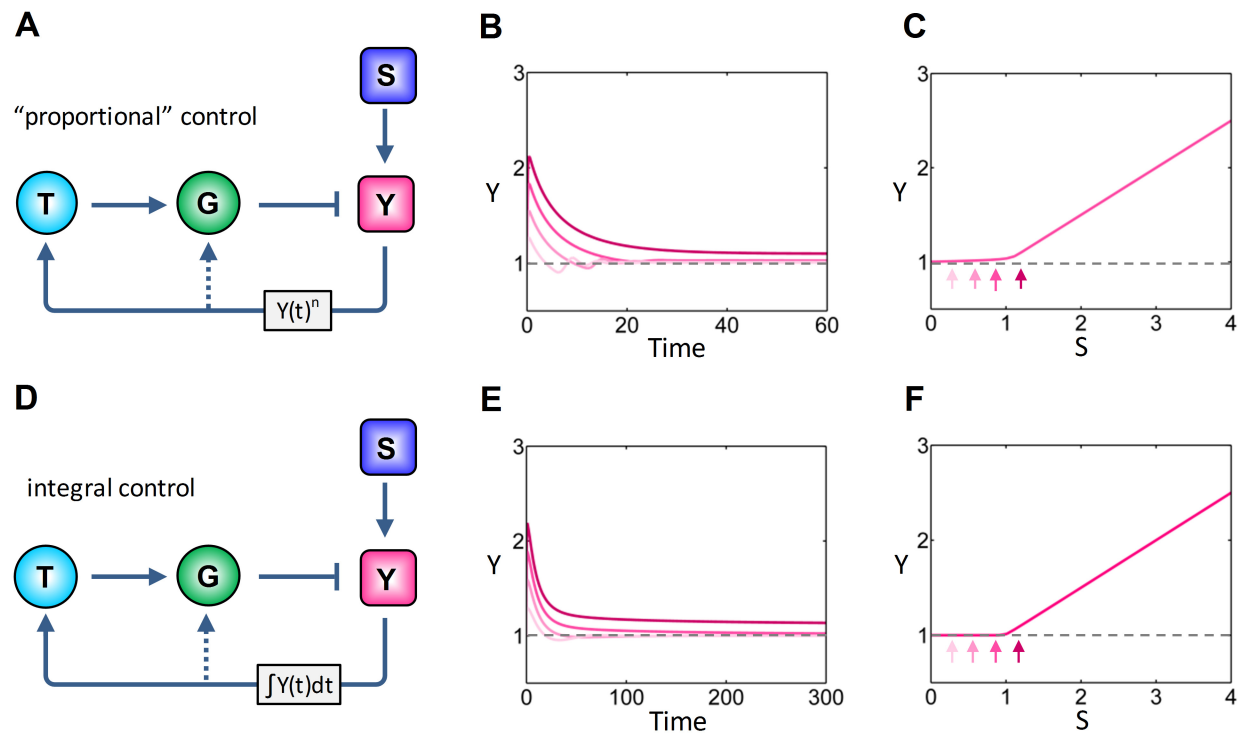 A
"proportional" control
S
T
G
Y
Y(t)^n
B
3
2
Y
1
0
20
40
60
Time
C
3
2
Y
1
0
1
2
3
4
S
D
integral control
S
T
G
Y
∫Y(t)dt
E
3
2
Y
1
0
100
200
300
Time
F
3
2
Y
1
0
1
2
3
4
S